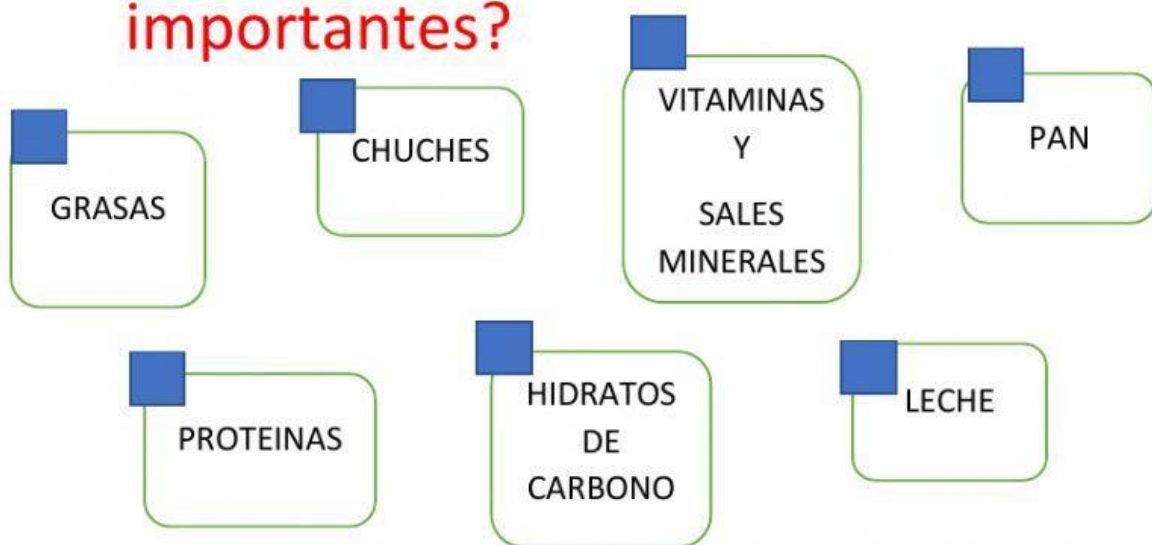 importantes?
GRASAS
CHUCHES
VITAMINAS
Y
SALES
MINERALES
PAN
PROTEINAS
HIDRATOS
DE
CARBONO
LECHE